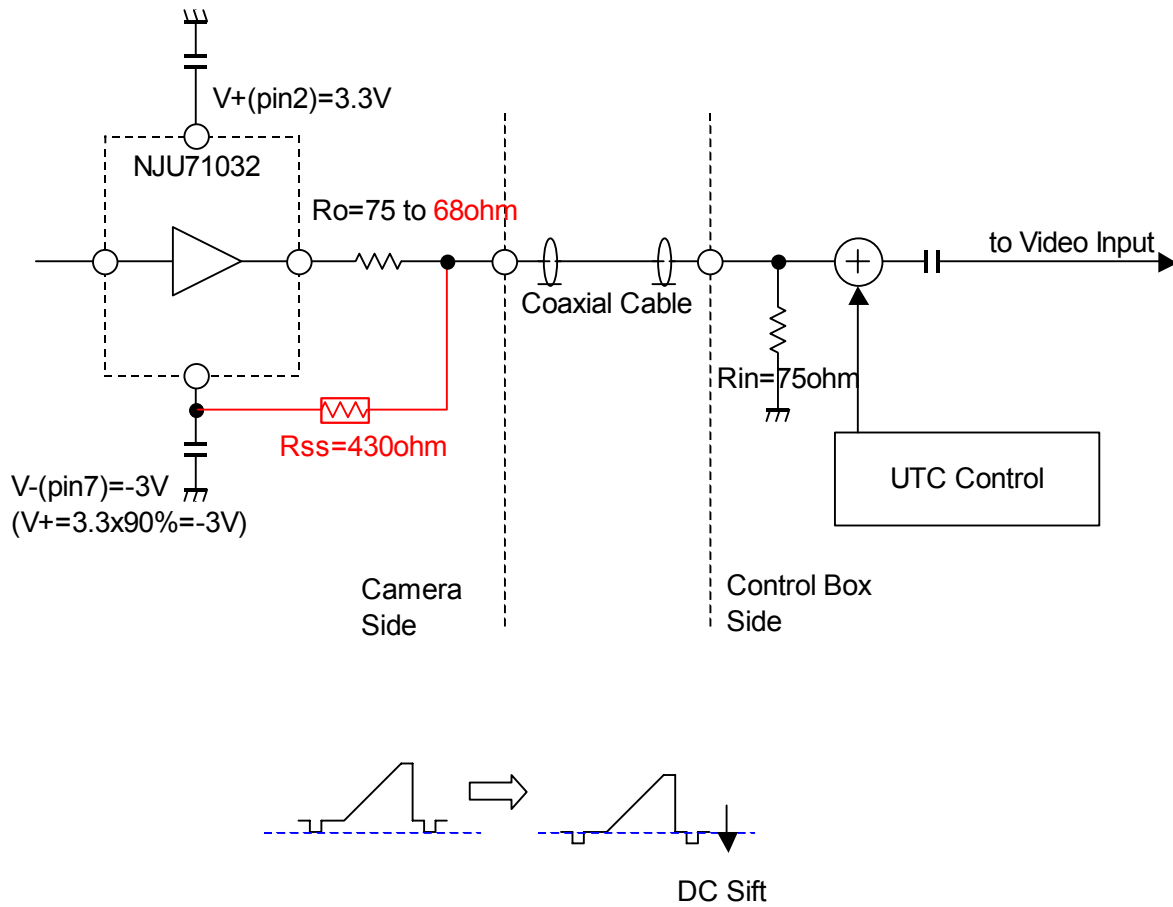 V+(pin2)=3.3V
NJU71032
Ro=75 to 68ohm
to Video Input
Coaxial Cable
Rin=75ohm
Rss=430ohm
UTC Control
V-(pin7)=-3V
(V+=3.3x90%=-3V)
Camera
Side
Control Box
Side
DC Sift